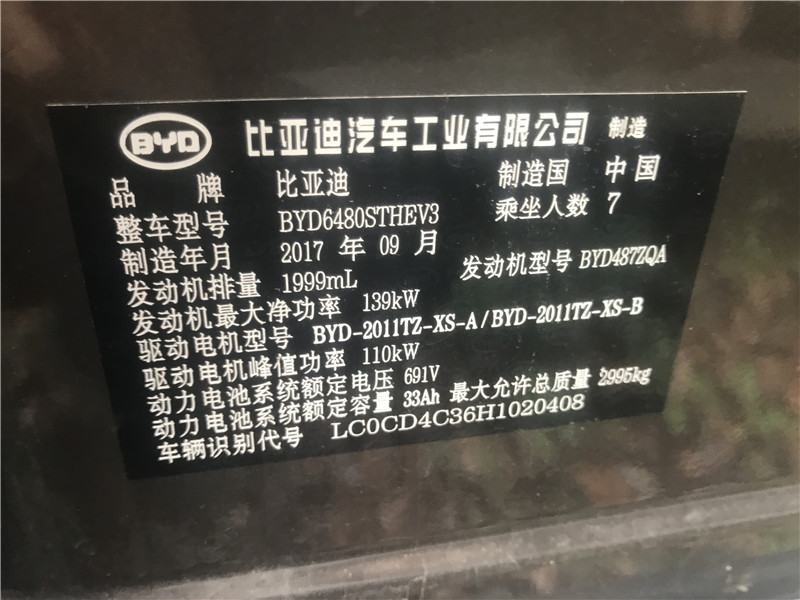 BYD 比亚迪汽车工业有限公司 制造
品牌 比亚迪 制造国 中国
整车型号 BYD6480STHEV3 乘坐人数 7
制造年月 2017 年 09 月
发动机排量 1999mL 发动机型号 BYD487ZQA
发动机最大净功率 139kW
驱动电机型号 BYD-2011TZ-XS-A/BYD-2011TZ-XS-B
驱动电机峰值功率 110kW
动力电池系统额定电压 691V
动力电池系统额定容量 33Ah 最大允许总质量 2995kg
车辆识别代号 LC0CD4C36H1020408